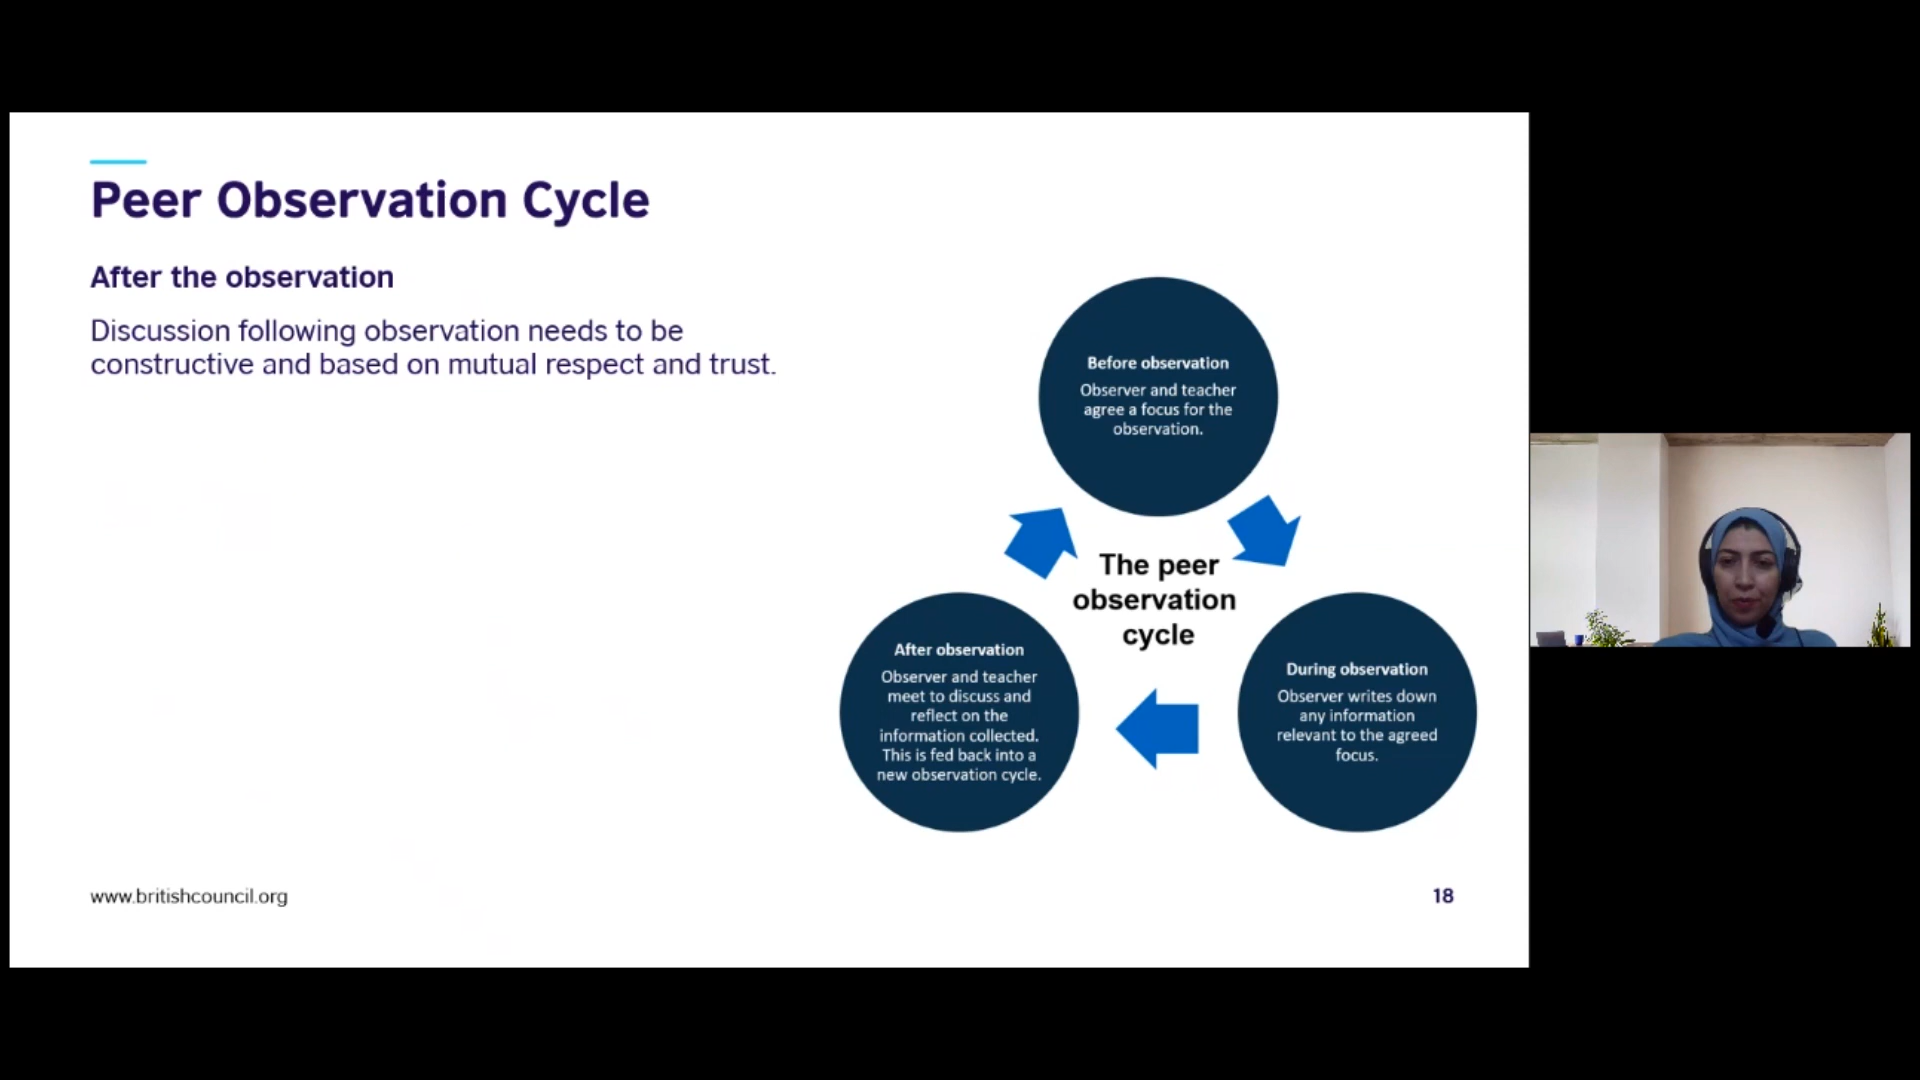 Peer Observation Cycle
After the observation
Discussion following observation needs to be
constructive and based on mutual respect and trust.
Before observation
Observer and teacher
agree a focus for the
observation.
The peer
observation
cycle
After observation
Observer and teacher
meet to discuss and
reflect on the
information collected.
This is fed back into a
new observation cycle.
During observation
Observer writes down
any information
relevant to the agreed
focus.
www.britishcouncil.org
18